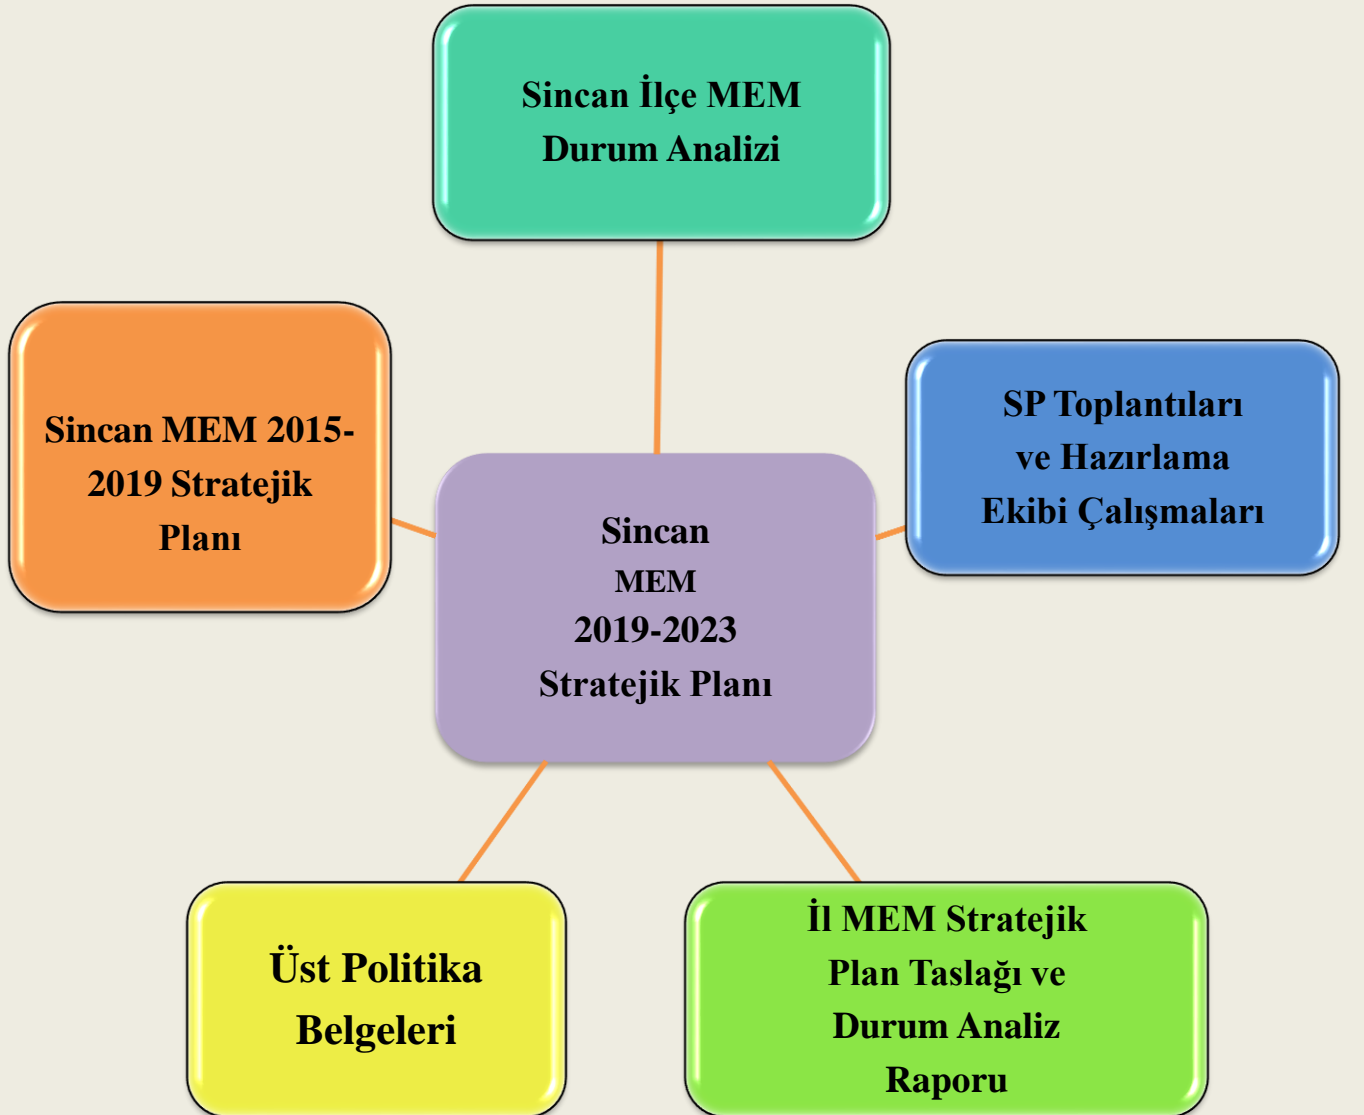 Sincan İlçe MEM
Durum Analizi
Sincan MEM 2015-
2019 Stratejik
Planı
SP Toplantıları
ve Hazırlama
Ekibi Çalışmaları
Sincan
MEM
2019-2023
Stratejik Planı
Üst Politika
Belgeleri
İl MEM Stratejik
Plan Taslağı ve
Durum Analiz
Raporu